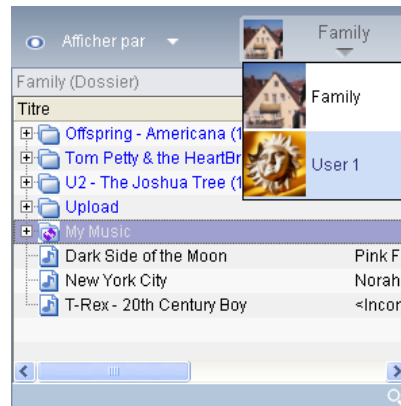 Afficher par
Family
Family (Dossier)
Family
Titre
User 1
Offspring - Americana (1
Tom Petty & the HeartBr
U2 - The Joshua Tree (1
Upload
My Music
Dark Side of the Moon Pink F
New York City Norah
T-Rex - 20th Century Boy <Incon